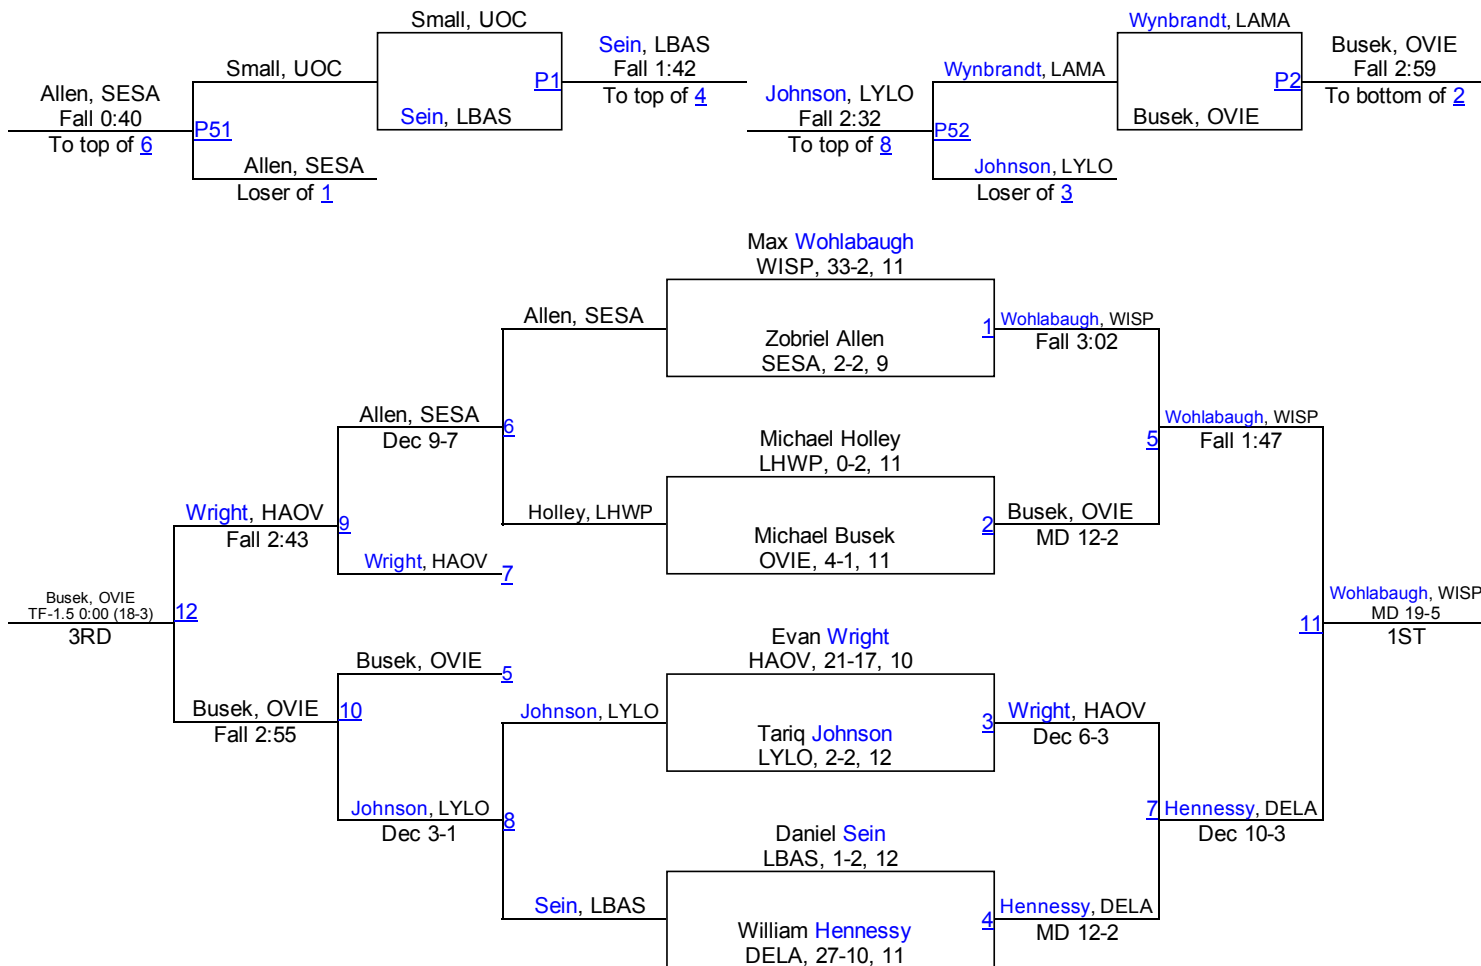 Small, UOC
Small, UOC
Sein, LBAS
P1
Sein, LBAS
Fall 1:42
To top of 4
Allen, SESA
Fall 0:40
To top of 6
P51
Allen, SESA
Loser of 1
Wynbrandt, LAMA
Wynbrandt, LAMA
Busek, OVIE
P2
Busek, OVIE
Fall 2:59
To bottom of 2
Johnson, LYLO
Fall 2:32
To top of 8
P52
Johnson, LYLO
Loser of 3
Max Wohlabaugh
WISP, 33-2, 11
Zobriel Allen
SESA, 2-2, 9
1
Wohlabaugh, WISP
Fall 3:02
Michael Holley
LHWP, 0-2, 11
Michael Busek
OVIE, 4-1, 11
2
Busek, OVIE
MD 12-2
5
Wohlabaugh, WISP
Fall 1:47
Evan Wright
HAOV, 21-17, 10
Tariq Johnson
LYLO, 2-2, 12
3
Wright, HAOV
Dec 6-3
Daniel Sein
LBAS, 1-2, 12
William Hennessy
DELA, 27-10, 11
4
Hennessy, DELA
MD 12-2
7
Hennessy, DELA
Dec 10-3
11
Wohlabaugh, WISP
MD 19-5
1ST
Allen, SESA
Holley, LHWP
6
Allen, SESA
Dec 9-7
Wright, HAOV
7
9
Wright, HAOV
Fall 2:43
Johnson, LYLO
Sein, LBAS
8
Johnson, LYLO
Dec 3-1
Busek, OVIE
5
10
Busek, OVIE
Fall 2:55
12
Busek, OVIE
TF-1.5 0:00 (18-3)
3RD